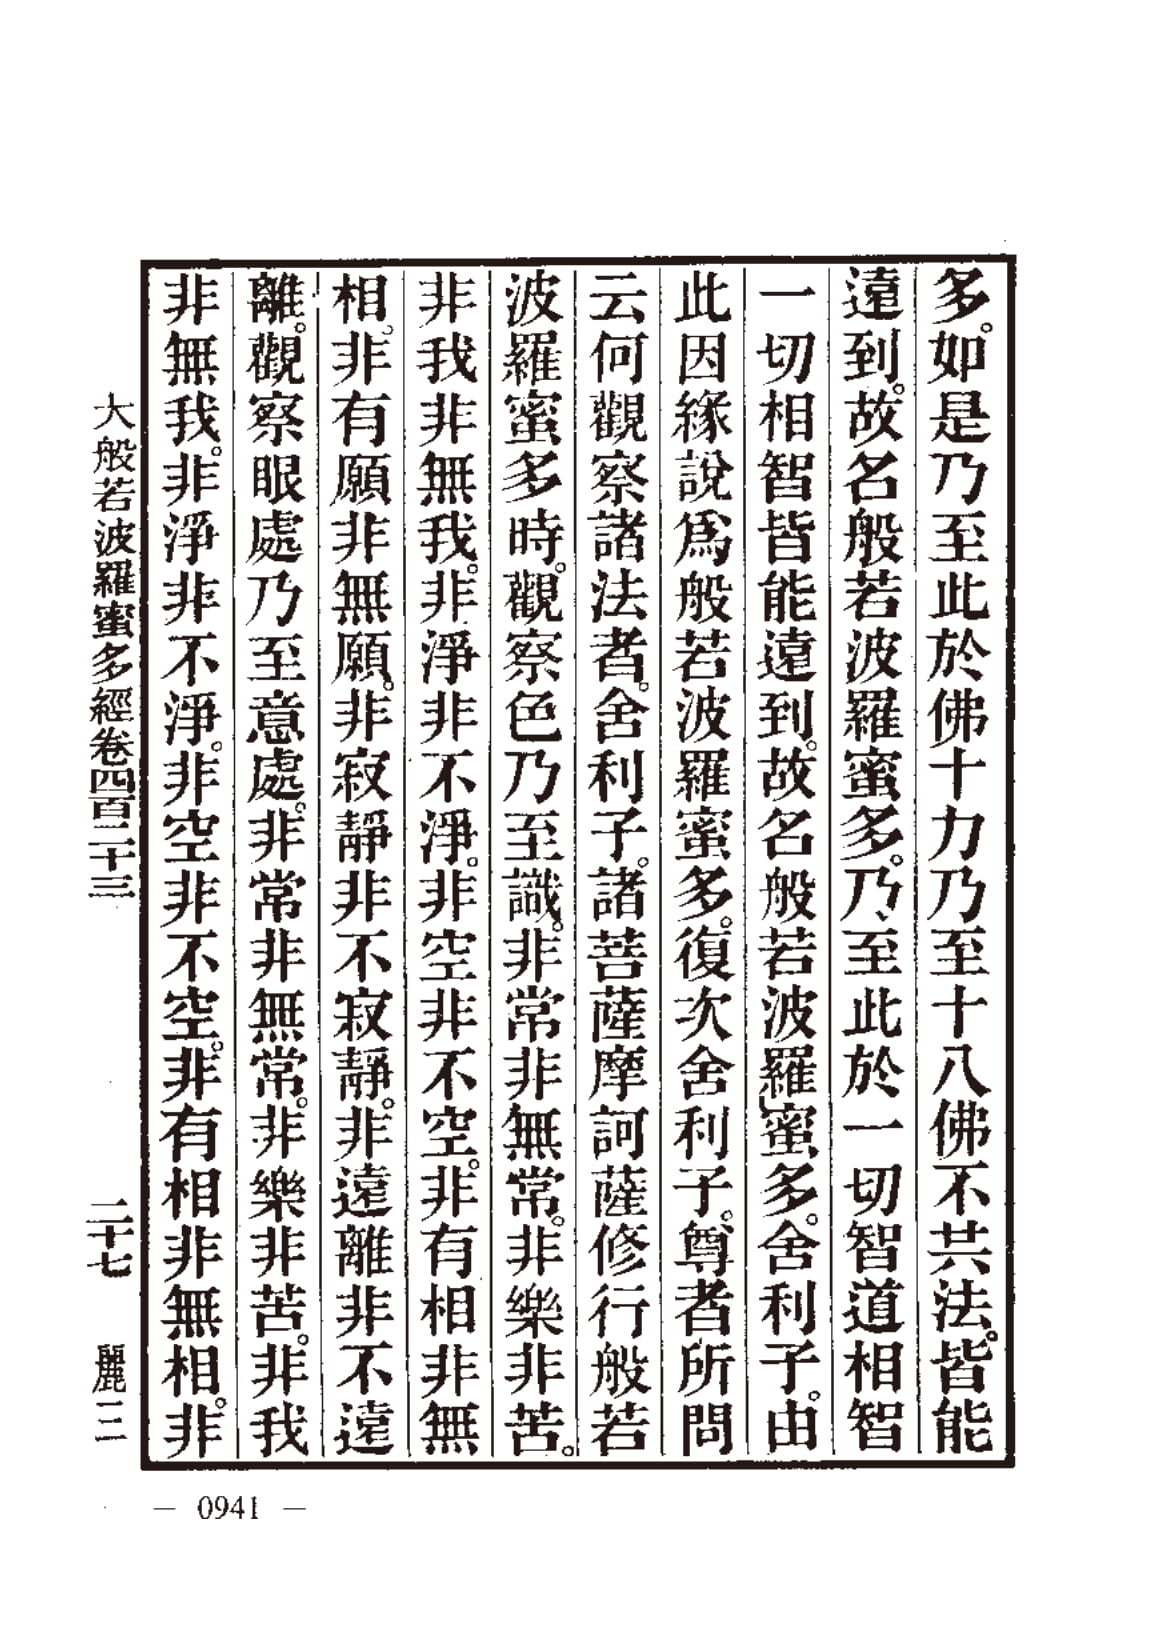 多。如是乃至此於佛十力乃至十八佛不共法。皆能
遠到。故名般若波羅蜜多。乃至此於一切智道相智
一切相智皆能遠到。故名般若波羅蜜多。舍利子。由
此因緣說爲般若波羅蜜多。復次舍利子。尊者所問
云何觀察諸法者。舍利子。諸菩薩摩訶薩修行般若
波羅蜜多時。觀察色乃至識。非常非無常。非樂非苦。
非我非無我。非淨非不淨。非空非不空。非有相非無
相。非有願非無願。非寂靜非不寂靜。非遠離非不遠
離。觀察眼處乃至意處。非常非無常。非樂非苦。非我
非無我。非淨非不淨。非空非不空。非有相非無相。非
大般若波羅蜜多經卷四百二十三 二十七 麗三
— 0941 —